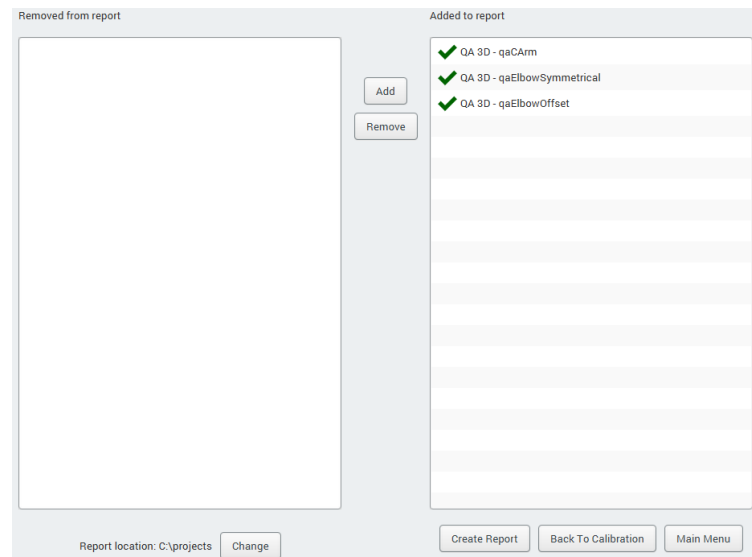 Removed from report
Added to report
QA 3D - qaCArm
QA 3D - qaElbowSymmetrical
QA 3D - qaElbowOffset
Add
Remove
Report location: C:\projects
Change
Create Report
Back To Calibration
Main Menu